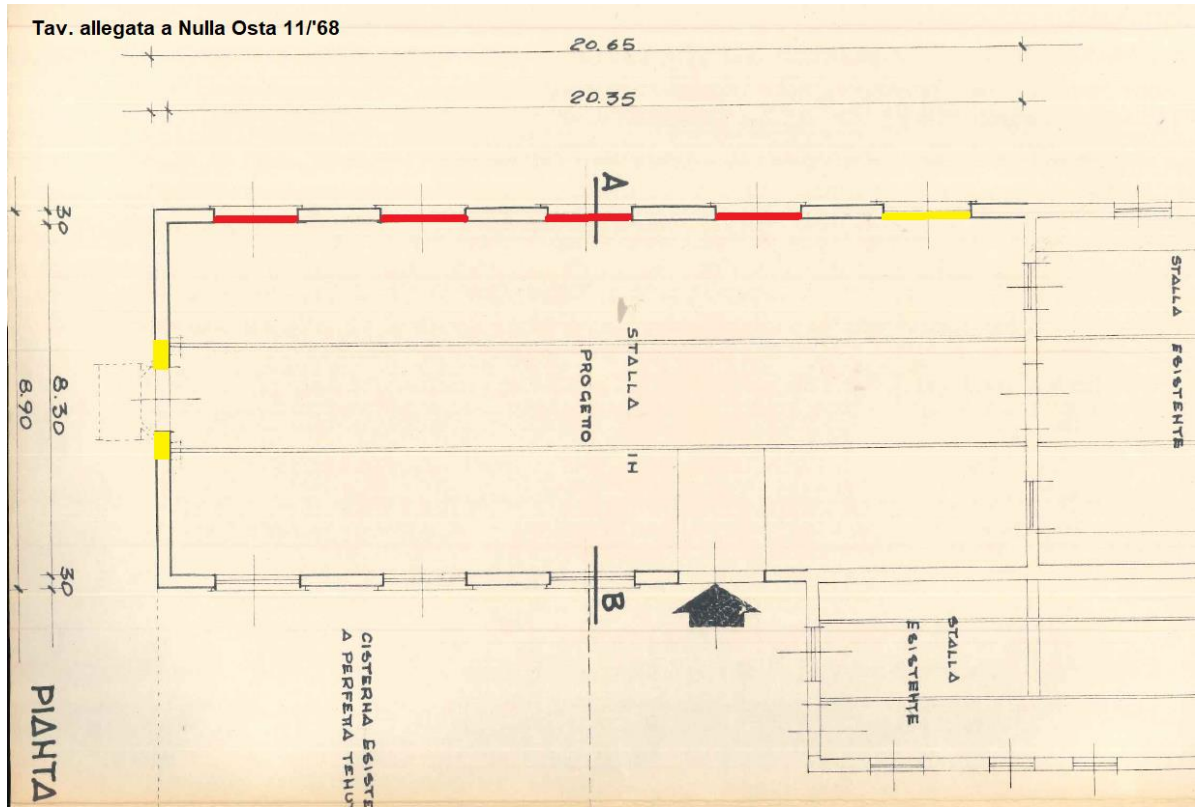 Tav. allegata a Nulla Osta 11/'68
20.65
20.35
A
30
8.30
8.90
30
STALLA IN
PROGETTO
STALLA ESISTENTE
STALLA
ESISTENTE
B
CISTERNA ESISTE
A PERFETTA TENU
PIANTA